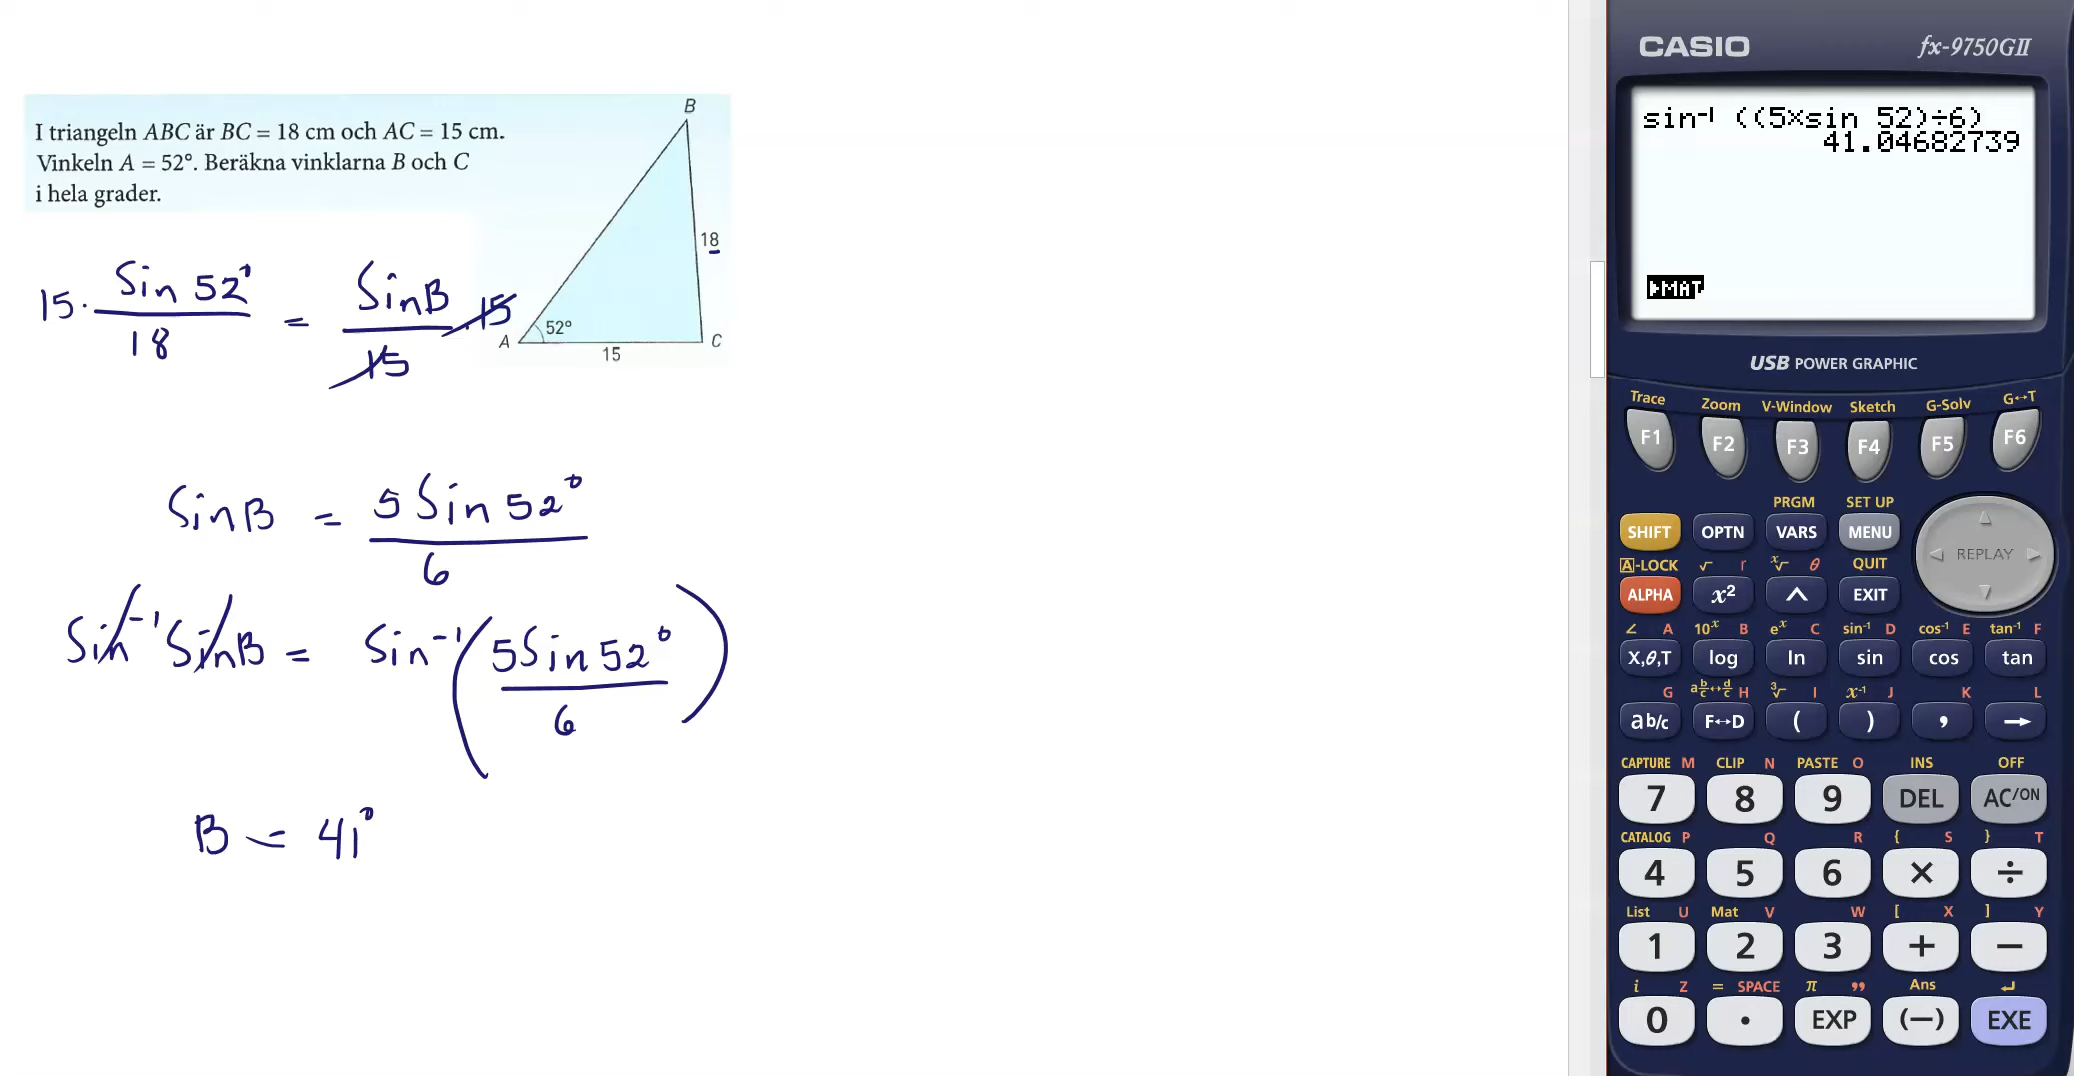 I triangeln ABC är BC = 18 cm och AC = 15 cm.
Vinkeln A = 52°. Beräkna vinklarna B och C
i hela grader.
B
18
52°
A
C
15
15 · Sin 52° / 18 = Sin B / 15 · 15
Sin B = 5 Sin 52° / 6
Sin⁻¹ Sin B = Sin⁻¹ ( 5 Sin 52° / 6 )
B = 41°
CASIO fx-9750GII
sin⁻¹ ((5×sin 52)÷6)
41.04682739
▶MAT
USB POWER GRAPHIC
Trace Zoom V-Window Sketch G-Solv G↔T
F1 F2 F3 F4 F5 F6
PRGM SET UP
SHIFT OPTN VARS MENU
REPLAY
A-LOCK √ r ˣ√ θ QUIT
ALPHA x² ^ EXIT
∠ A 10ˣ B eˣ C sin⁻¹ D cos⁻¹ E tan⁻¹ F
X,θ,T log ln sin cos tan
G a b/c↔d/c H ³√ I x⁻¹ J K L
a b/c F↔D ( ) , →
CAPTURE M CLIP N PASTE O INS OFF
7 8 9 DEL AC/ON
CATALOG P Q R { S } T
4 5 6 × ÷
List U Mat V W [ X ] Y
1 2 3 + −
i Z = SPACE π " Ans ↵
0 . EXP (−) EXE